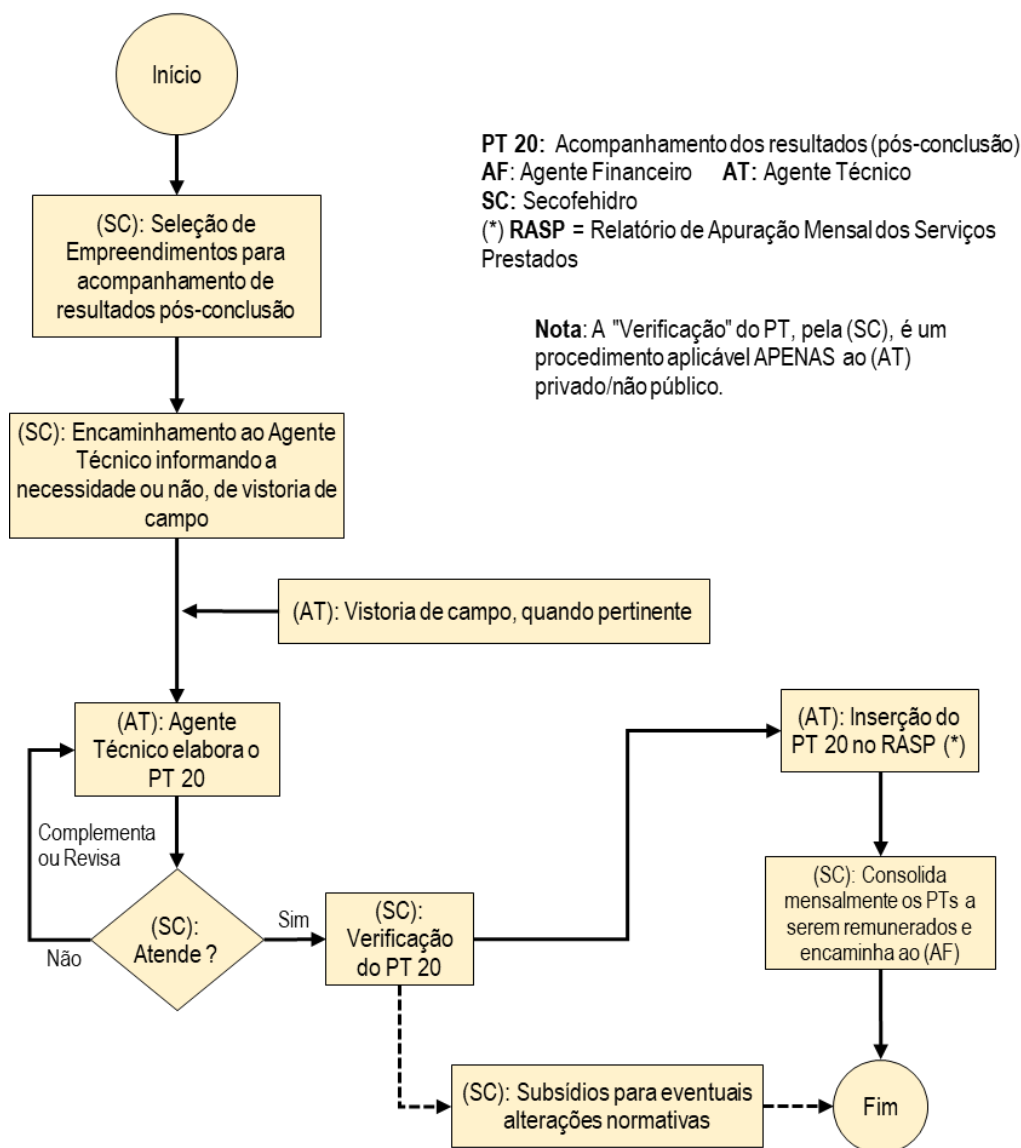 Início
PT 20: Acompanhamento dos resultados (pós-conclusão)
AF: Agente Financeiro AT: Agente Técnico
SC: Secofehidro
(*) RASP = Relatório de Apuração Mensal dos Serviços
Prestados
Nota: A "Verificação" do PT, pela (SC), é um
procedimento aplicável APENAS ao (AT)
privado/não público.
(SC): Seleção de
Empreendimentos para
acompanhamento de
resultados pós-conclusão
(SC): Encaminhamento ao Agente
Técnico informando a
necessidade ou não, de vistoria de
campo
(AT): Vistoria de campo, quando pertinente
(AT): Agente
Técnico elabora o
PT 20
Complementa
ou Revisa
(SC):
Atende ?
Não
Sim
(SC):
Verificação
do PT 20
(AT): Inserção do
PT 20 no RASP (*)
(SC): Consolida
mensalmente os PTs a
serem remunerados e
encaminha ao (AF)
(SC): Subsídios para eventuais
alterações normativas
Fim